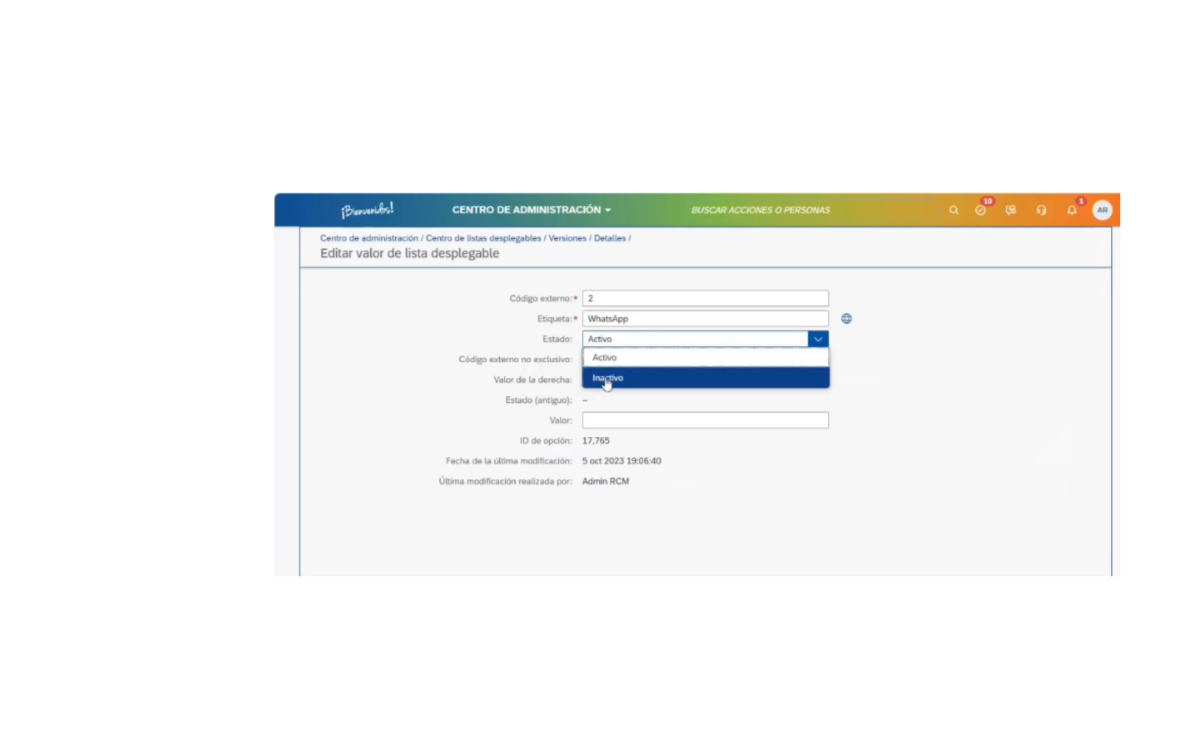 ¡Bienvenidos! CENTRO DE ADMINISTRACIÓN BUSCAR ACCIONES O PERSONAS 10 1 AR
Centro de administración / Centro de listas desplegables / Versiones / Detalles /
Editar valor de lista desplegable
Código externo:* 2
Etiqueta:* WhatsApp
Estado: Activo
Código externo no exclusivo: Activo
Valor de la derecha: Inactivo
Estado (antiguo): –
Valor:
ID de opción: 17,765
Fecha de la última modificación: 5 oct 2023 19:06:40
Última modificación realizada por: Admin RCM